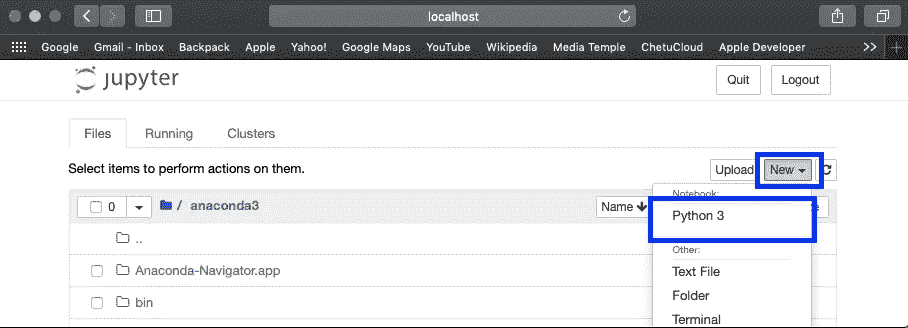 localhost
Google Gmail - Inbox Backpack Apple Yahoo! Google Maps YouTube Wikipedia Media Temple ChetuCloud Apple Developer >> +
jupyter Quit Logout
Files Running Clusters
Select items to perform actions on them. Upload New
Notebook:
0 / anaconda3 Name
Python 3
..
Other:
Anaconda-Navigator.app Text File
bin Folder
Terminal